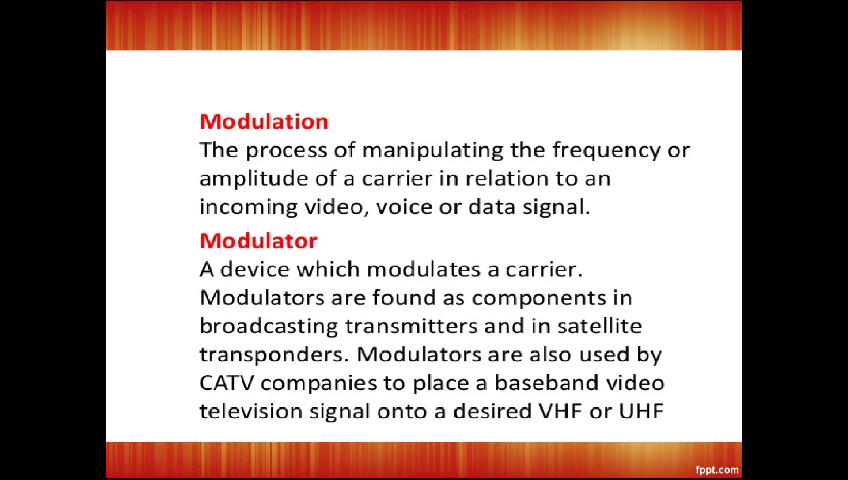 Modulation
The process of manipulating the frequency or
amplitude of a carrier in relation to an
incoming video, voice or data signal.
Modulator
A device which modulates a carrier.
Modulators are found as components in
broadcasting transmitters and in satellite
transponders. Modulators are also used by
CATV companies to place a baseband video
television signal onto a desired VHF or UHF
fppt.com